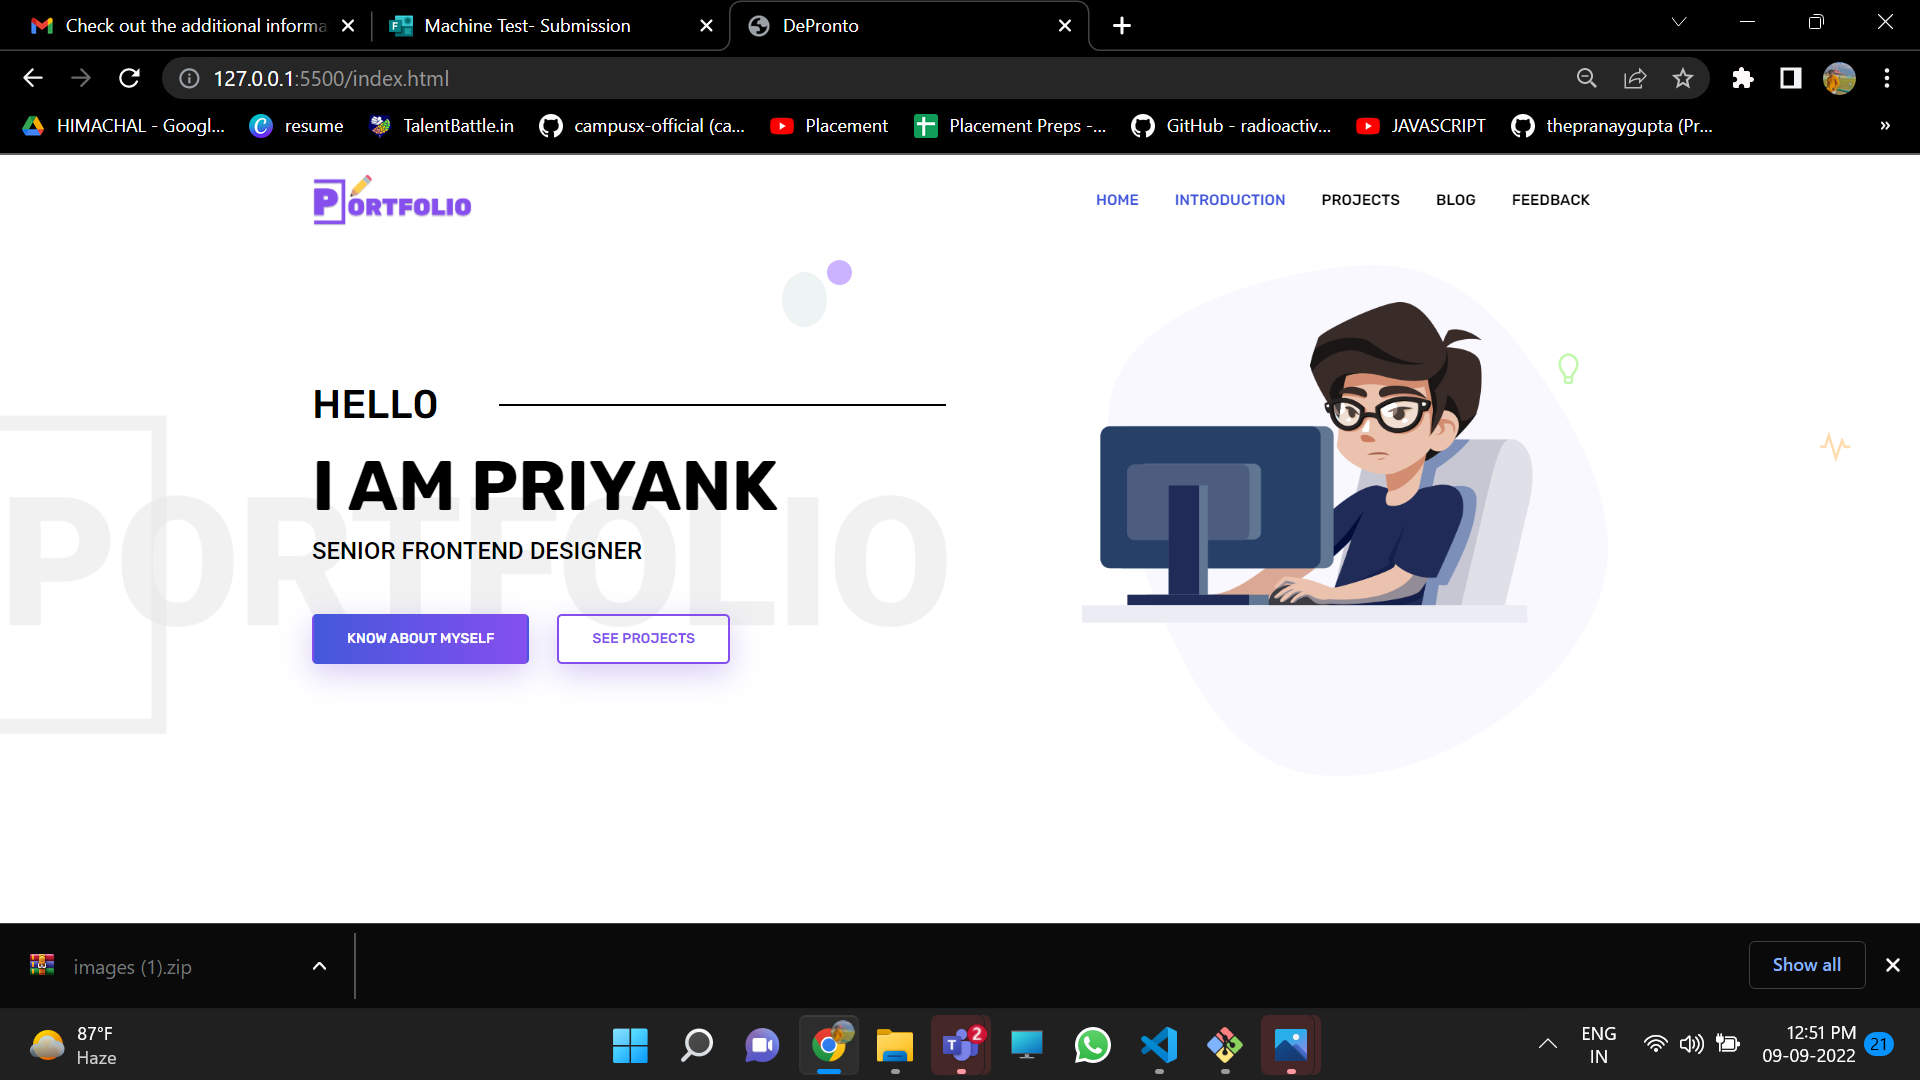 Check out the additional informa
Machine Test- Submission
DePronto
127.0.0.1:5500/index.html
HIMACHAL - Googl...
resume
TalentBattle.in
campusx-official (ca...
Placement
Placement Preps -...
GitHub - radioactiv...
JAVASCRIPT
thepranaygupta (Pr...
»
PORTFOLIO
HOME
INTRODUCTION
PROJECTS
BLOG
FEEDBACK
HELLO
I AM PRIYANK
PORTFOLIO
SENIOR FRONTEND DESIGNER
KNOW ABOUT MYSELF
SEE PROJECTS
images (1).zip
Show all
87°F
Haze
2
ENG
IN
12:51 PM
09-09-2022
21